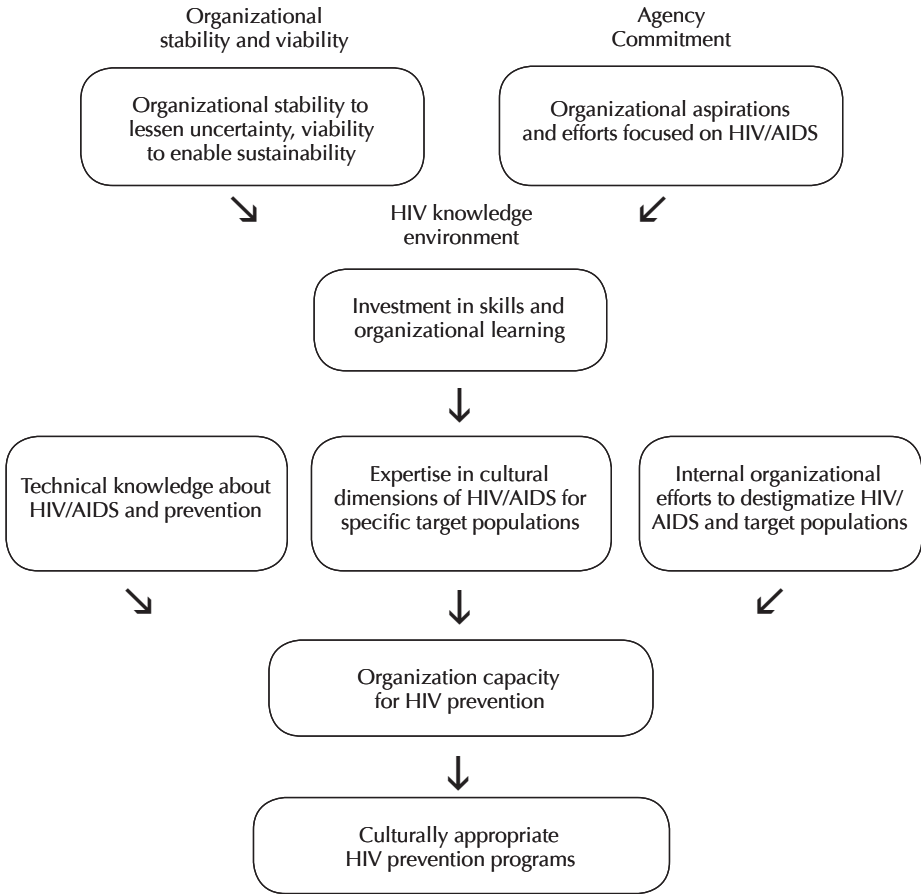 Organizational
stability and viability
Agency
Commitment
Organizational stability to
lessen uncertainty, viability
to enable sustainability
Organizational aspirations
and efforts focused on HIV/AIDS
HIV knowledge
environment
Investment in skills and
organizational learning
Technical knowledge about
HIV/AIDS and prevention
Expertise in cultural
dimensions of HIV/AIDS for
specific target populations
Internal organizational
efforts to destigmatize HIV/
AIDS and target populations
Organization capacity
for HIV prevention
Culturally appropriate
HIV prevention programs